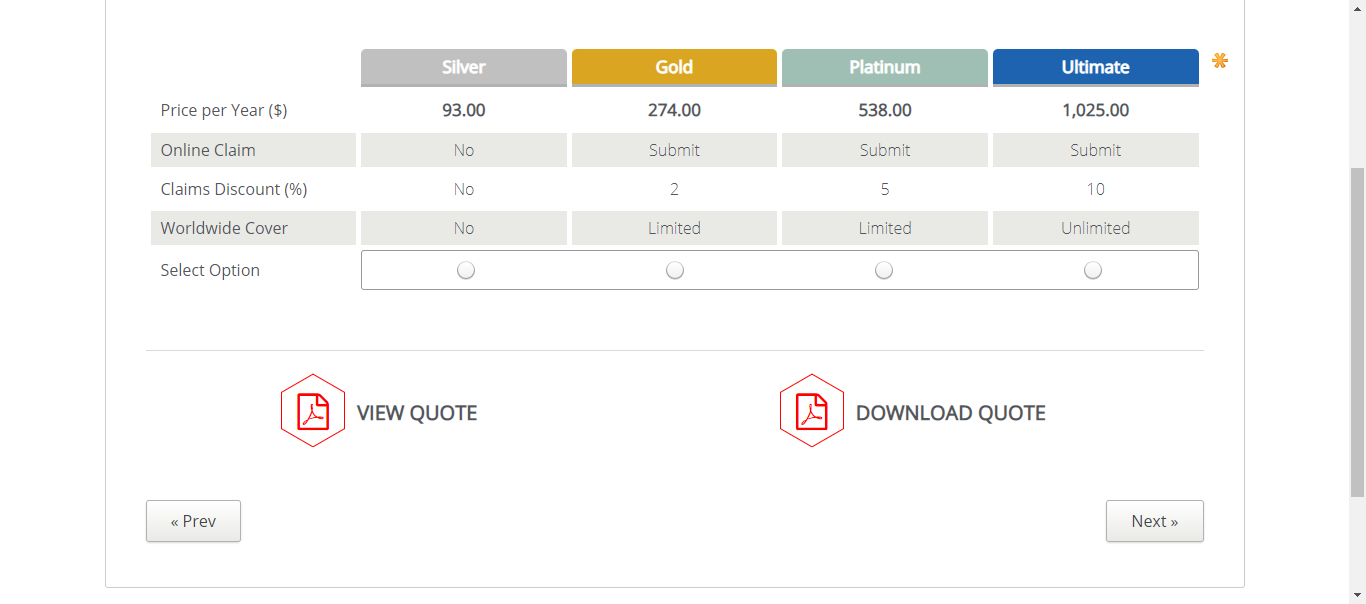 Silver Gold Platinum Ultimate
Price per Year ($) 93.00 274.00 538.00 1,025.00
Online Claim No Submit Submit Submit
Claims Discount (%) No 2 5 10
Worldwide Cover No Limited Limited Unlimited
Select Option
VIEW QUOTE DOWNLOAD QUOTE
« Prev Next »